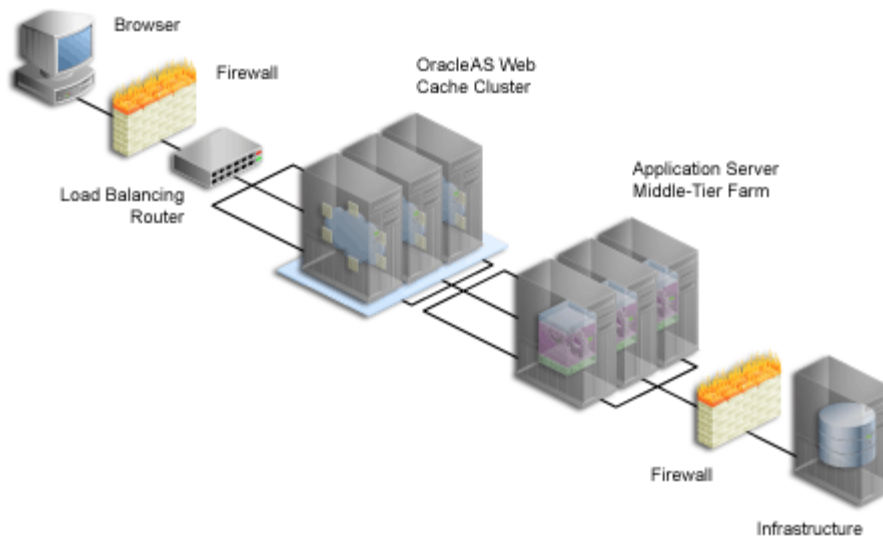 Browser
Firewall
OracleAS Web
Cache Cluster
Load Balancing
Router
Application Server
Middle-Tier Farm
Firewall
Infrastructure